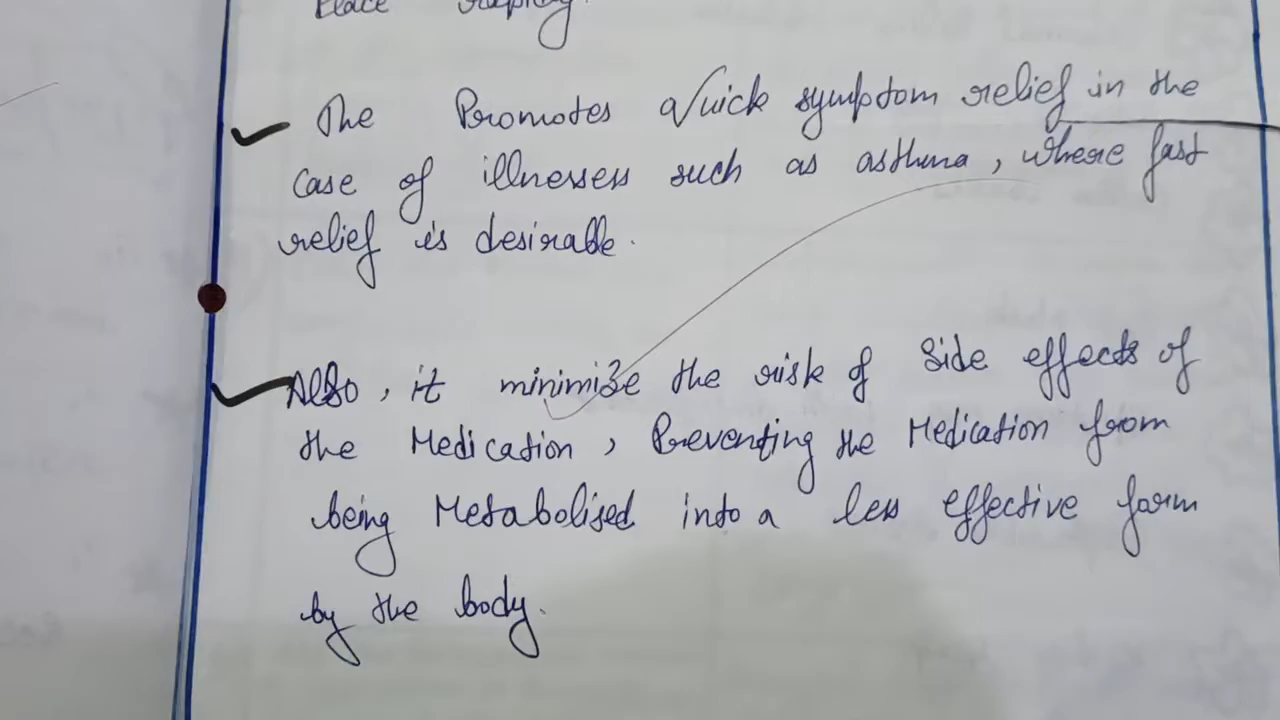 Place rapidly.
The Promotes Quick symptom relief in the
case of illnesses such as asthma, where fast
relief is desirable.
Also, it minimize the risk of side effects of
the Medication, Preventing the Medication from
being Metabolised into a less effective form
by the body.